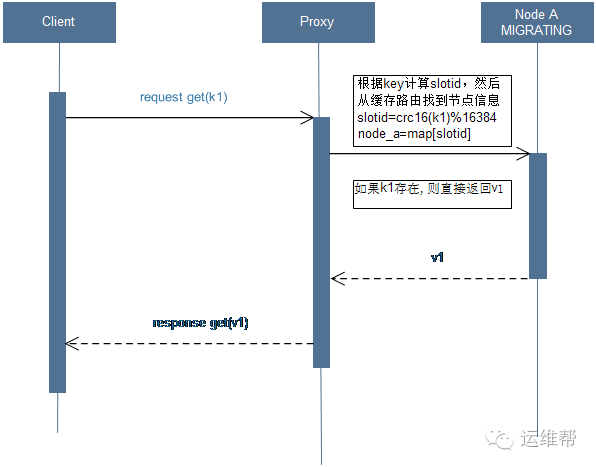 Client
Proxy
Node A
MIGRATING
request get(k1)
根据key计算slotid，然后
从缓存路由找到节点信息
slotid=crc16(k1)%16384
node_a=map[slotid]
如果k1存在,则直接返回v1
v1
response get(v1)
运维帮